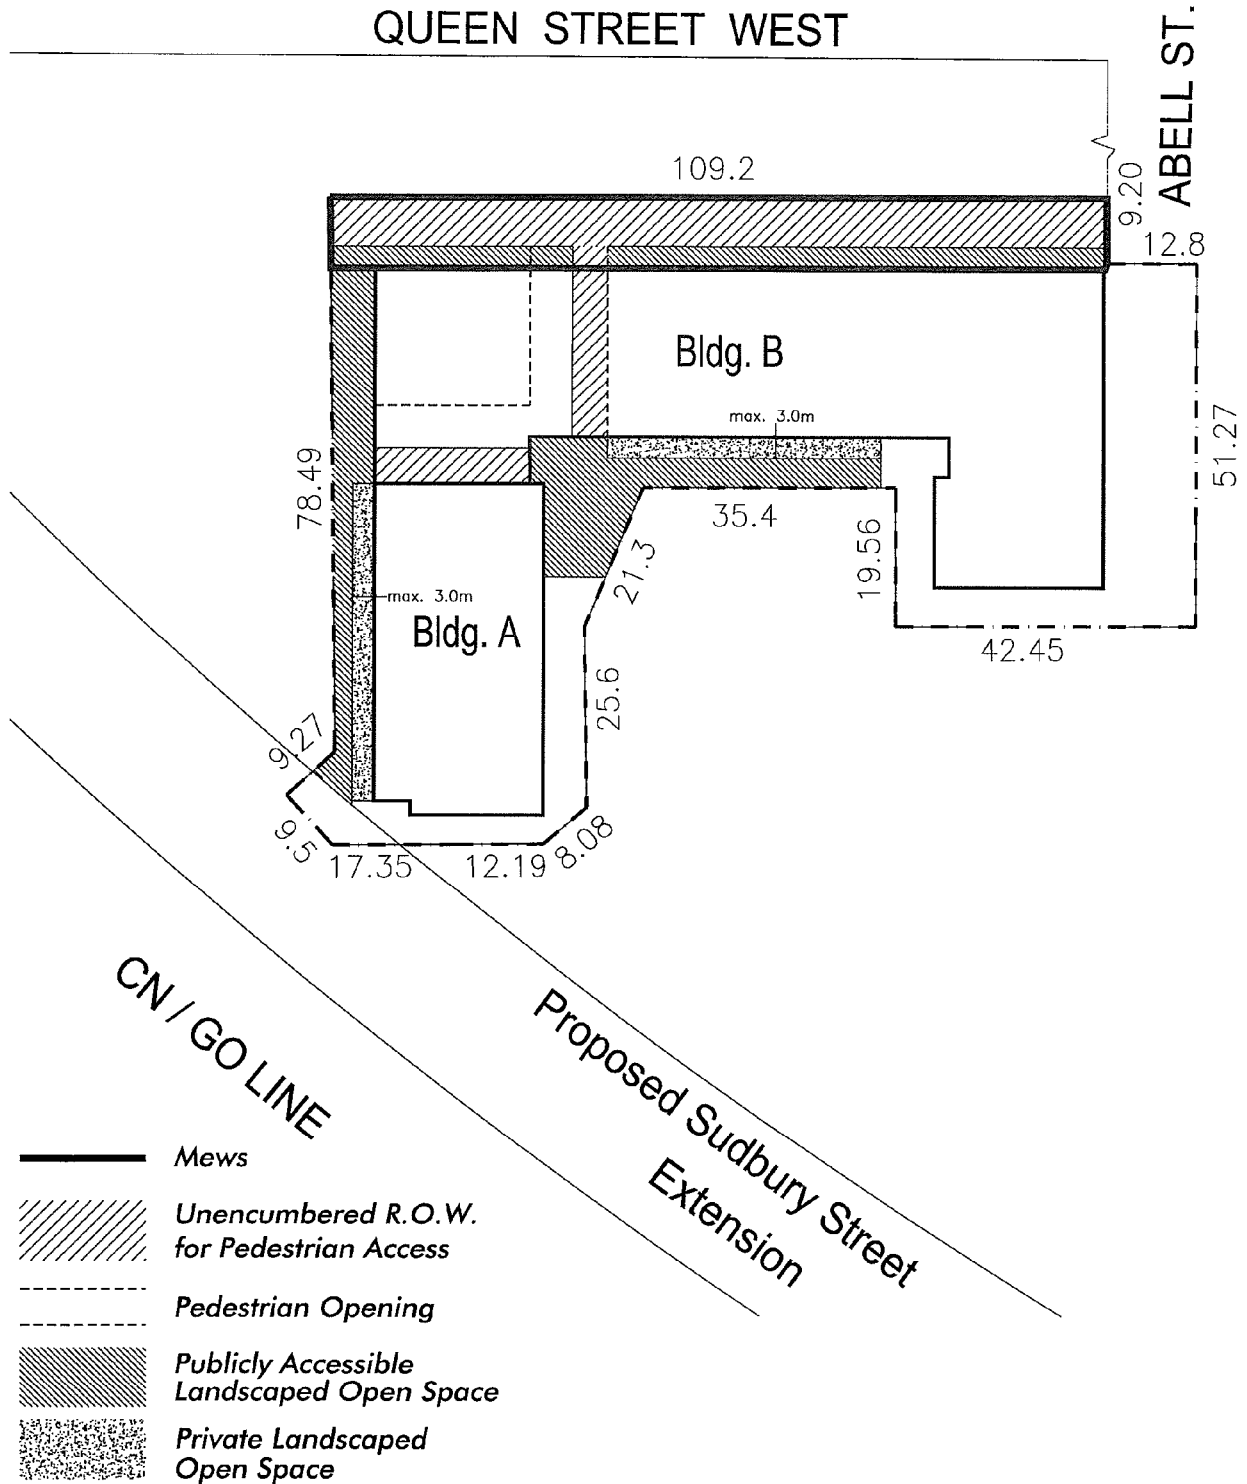 QUEEN STREET WEST
ABELL ST.
109.2
9.20
12.8
Bldg. B
max. 3.0m
51.27
78.49
35.4
19.56
21.3
max. 3.0m
Bldg. A
42.45
25.6
9.27
9.5
17.35
12.19
8.08
CN / GO LINE
Proposed Sudbury Street
Extension
Mews
Unencumbered R.O.W.
for Pedestrian Access
Pedestrian Opening
Publicly Accessible
Landscaped Open Space
Private Landscaped
Open Space